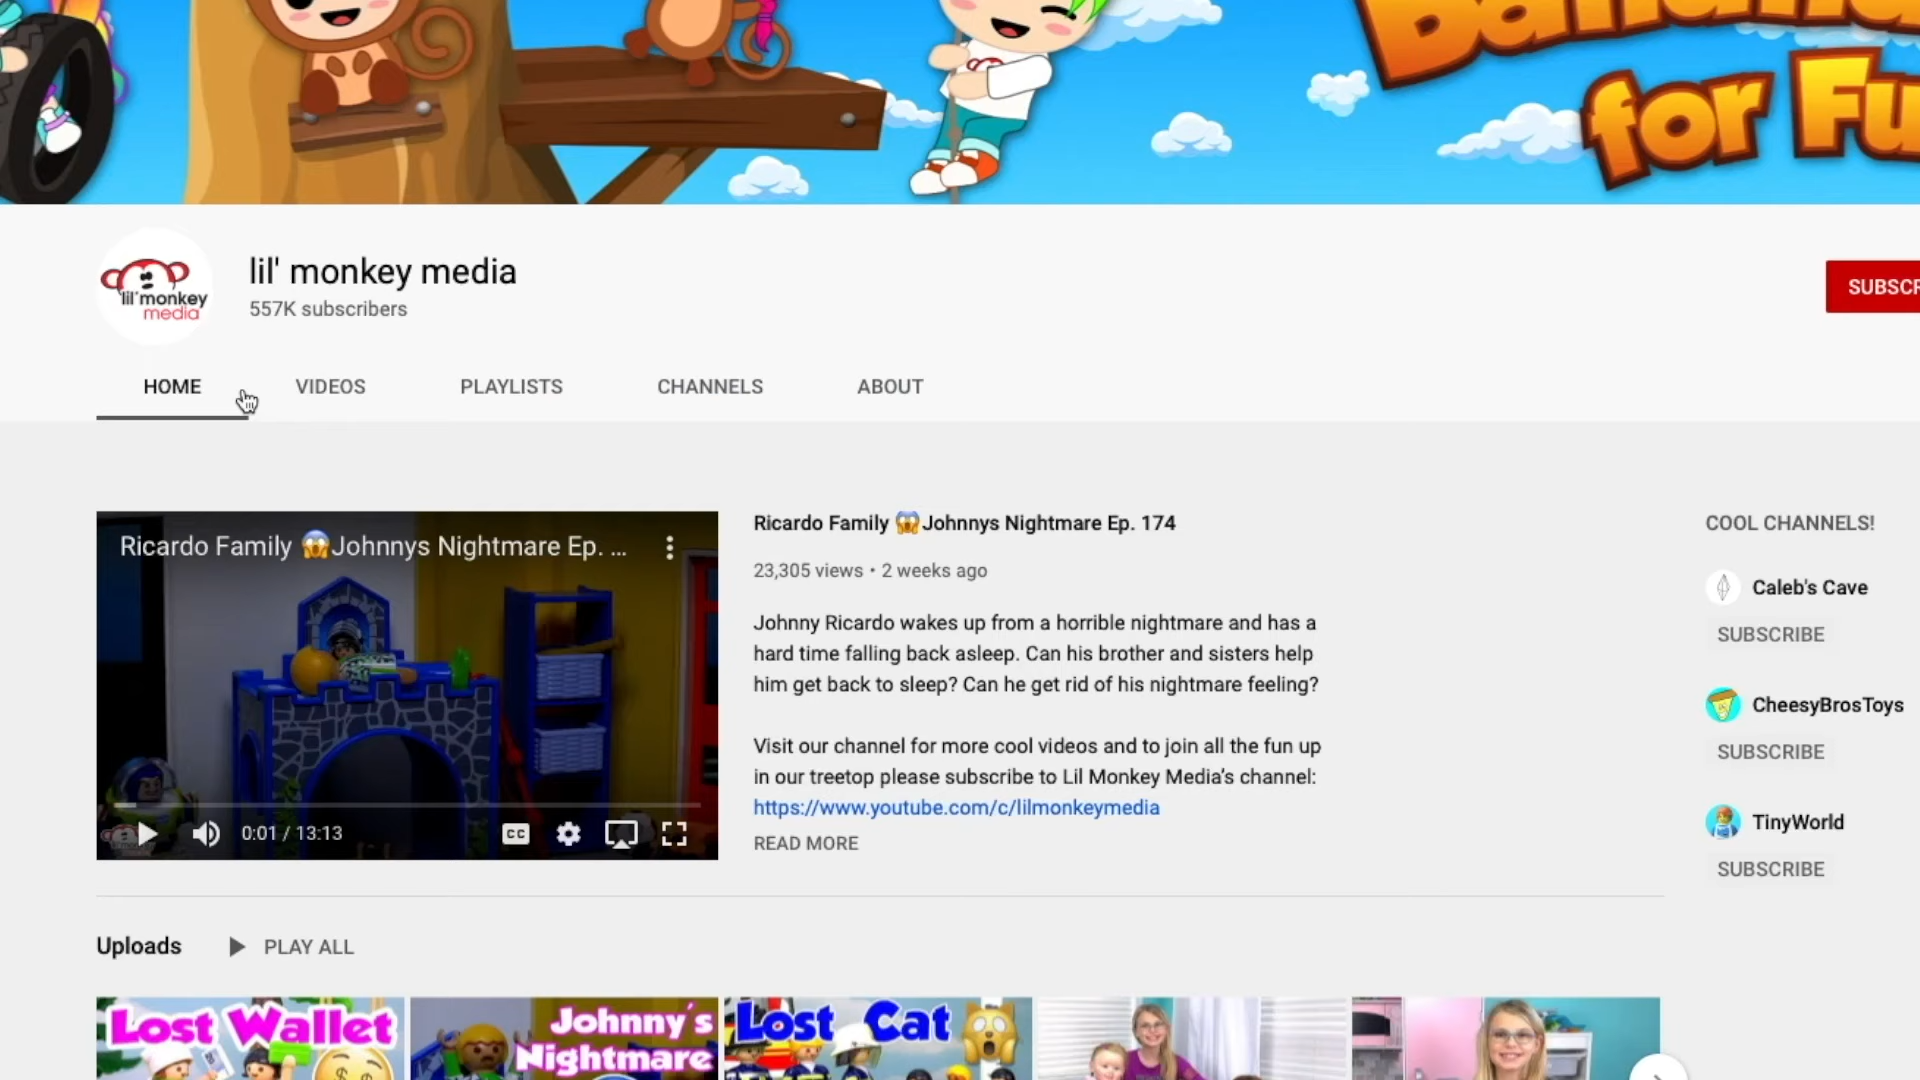 for
lil' monkey
media
lil' monkey media
557K subscribers
HOME
VIDEOS
PLAYLISTS
CHANNELS
ABOUT
Ricardo Family 😱Johnnys Nightmare Ep. ...
0:01 / 13:13
CC
Ricardo Family 😱Johnnys Nightmare Ep. 174
23,305 views • 2 weeks ago
Johnny Ricardo wakes up from a horrible nightmare and has a
hard time falling back asleep. Can his brother and sisters help
him get back to sleep? Can he get rid of his nightmare feeling?
Visit our channel for more cool videos and to join all the fun up
in our treetop please subscribe to Lil Monkey Media’s channel:
https://www.youtube.com/c/lilmonkeymedia
READ MORE
COOL CHANNELS!
Caleb's Cave
SUBSCRIBE
CheesyBrosToys
SUBSCRIBE
TinyWorld
SUBSCRIBE
Uploads
PLAY ALL
Lost Wallet
Johnny's
Nightmare
Lost Cat